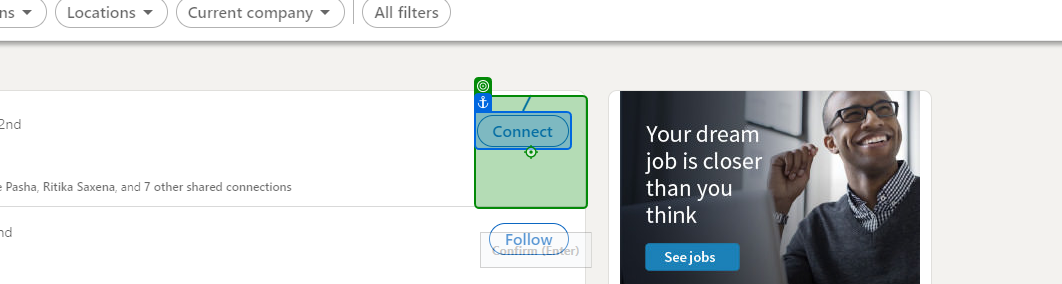 ns Locations Current company All filters
2nd
Connect
e Pasha, Ritika Saxena, and 7 other shared connections
nd
Follow
Confirm (Enter)
Your dream
job is closer
than you
think
See jobs